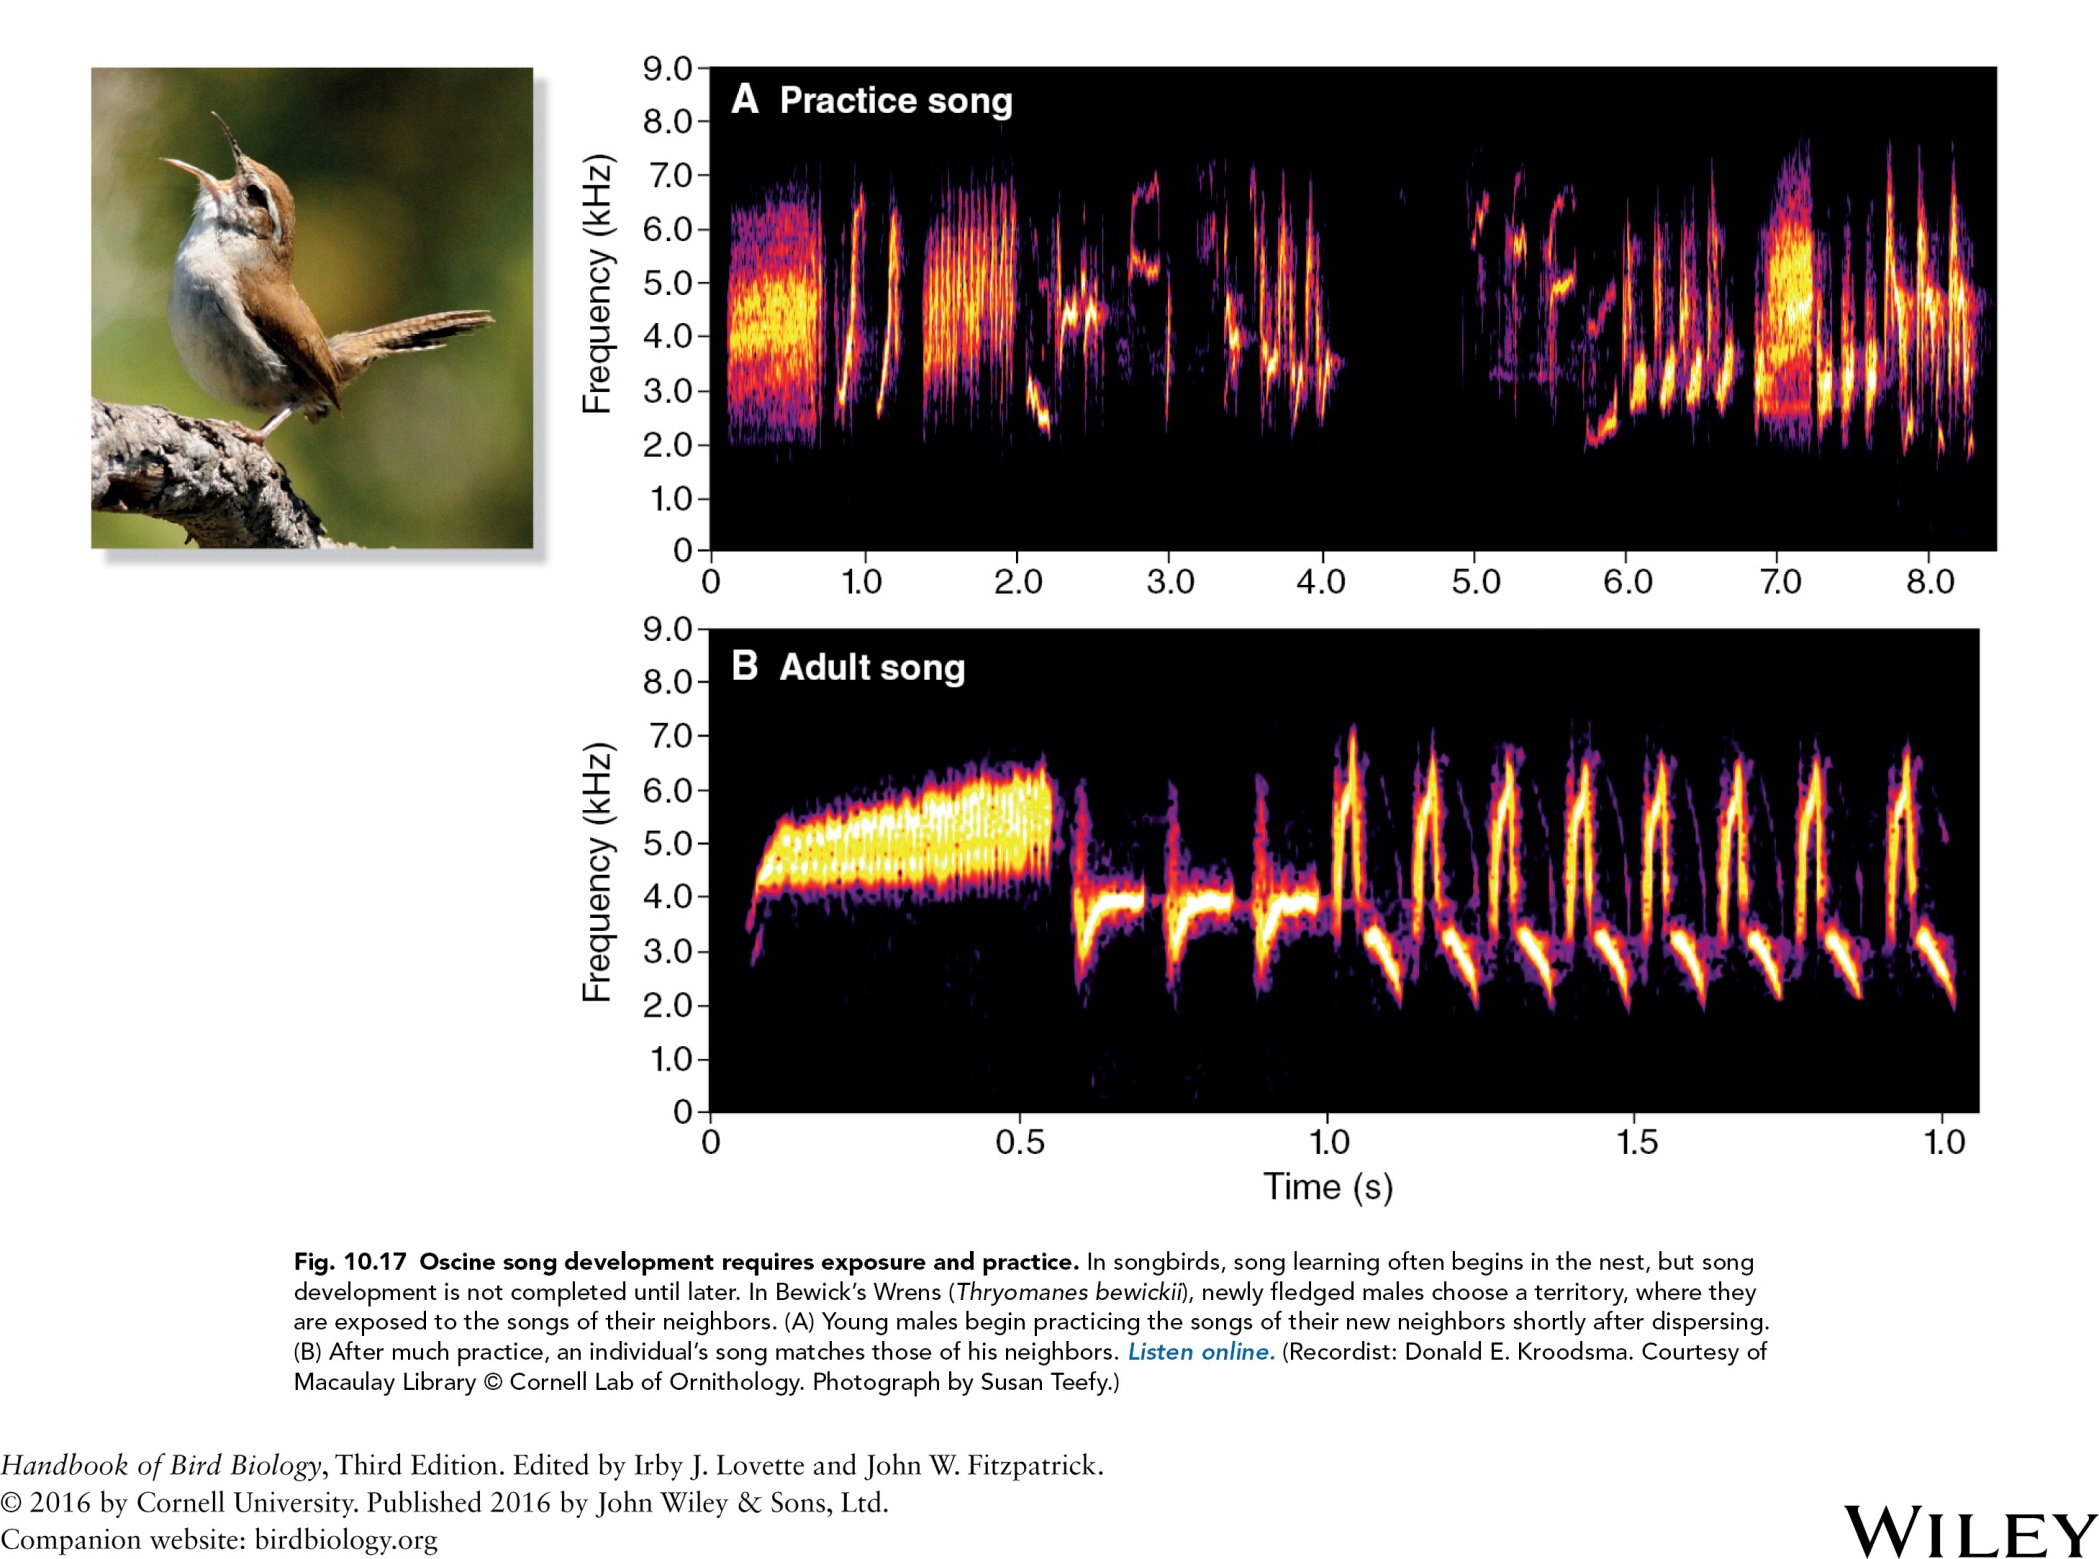 9.0
A Practice song
8.0
7.0
6.0
5.0
4.0
3.0
2.0
1.0
0
Frequency (kHz)
0 1.0 2.0 3.0 4.0 5.0 6.0 7.0 8.0
9.0
B Adult song
8.0
7.0
6.0
5.0
4.0
3.0
2.0
1.0
0
Frequency (kHz)
0 0.5 1.0 1.5 1.0
Time (s)
Fig. 10.17 Oscine song development requires exposure and practice. In songbirds, song learning often begins in the nest, but song
development is not completed until later. In Bewick’s Wrens (Thryomanes bewickii), newly fledged males choose a territory, where they
are exposed to the songs of their neighbors. (A) Young males begin practicing the songs of their new neighbors shortly after dispersing.
(B) After much practice, an individual’s song matches those of his neighbors. Listen online. (Recordist: Donald E. Kroodsma. Courtesy of
Macaulay Library © Cornell Lab of Ornithology. Photograph by Susan Teefy.)
Handbook of Bird Biology, Third Edition. Edited by Irby J. Lovette and John W. Fitzpatrick.
© 2016 by Cornell University. Published 2016 by John Wiley & Sons, Ltd.
Companion website: birdbiology.org
WILEY